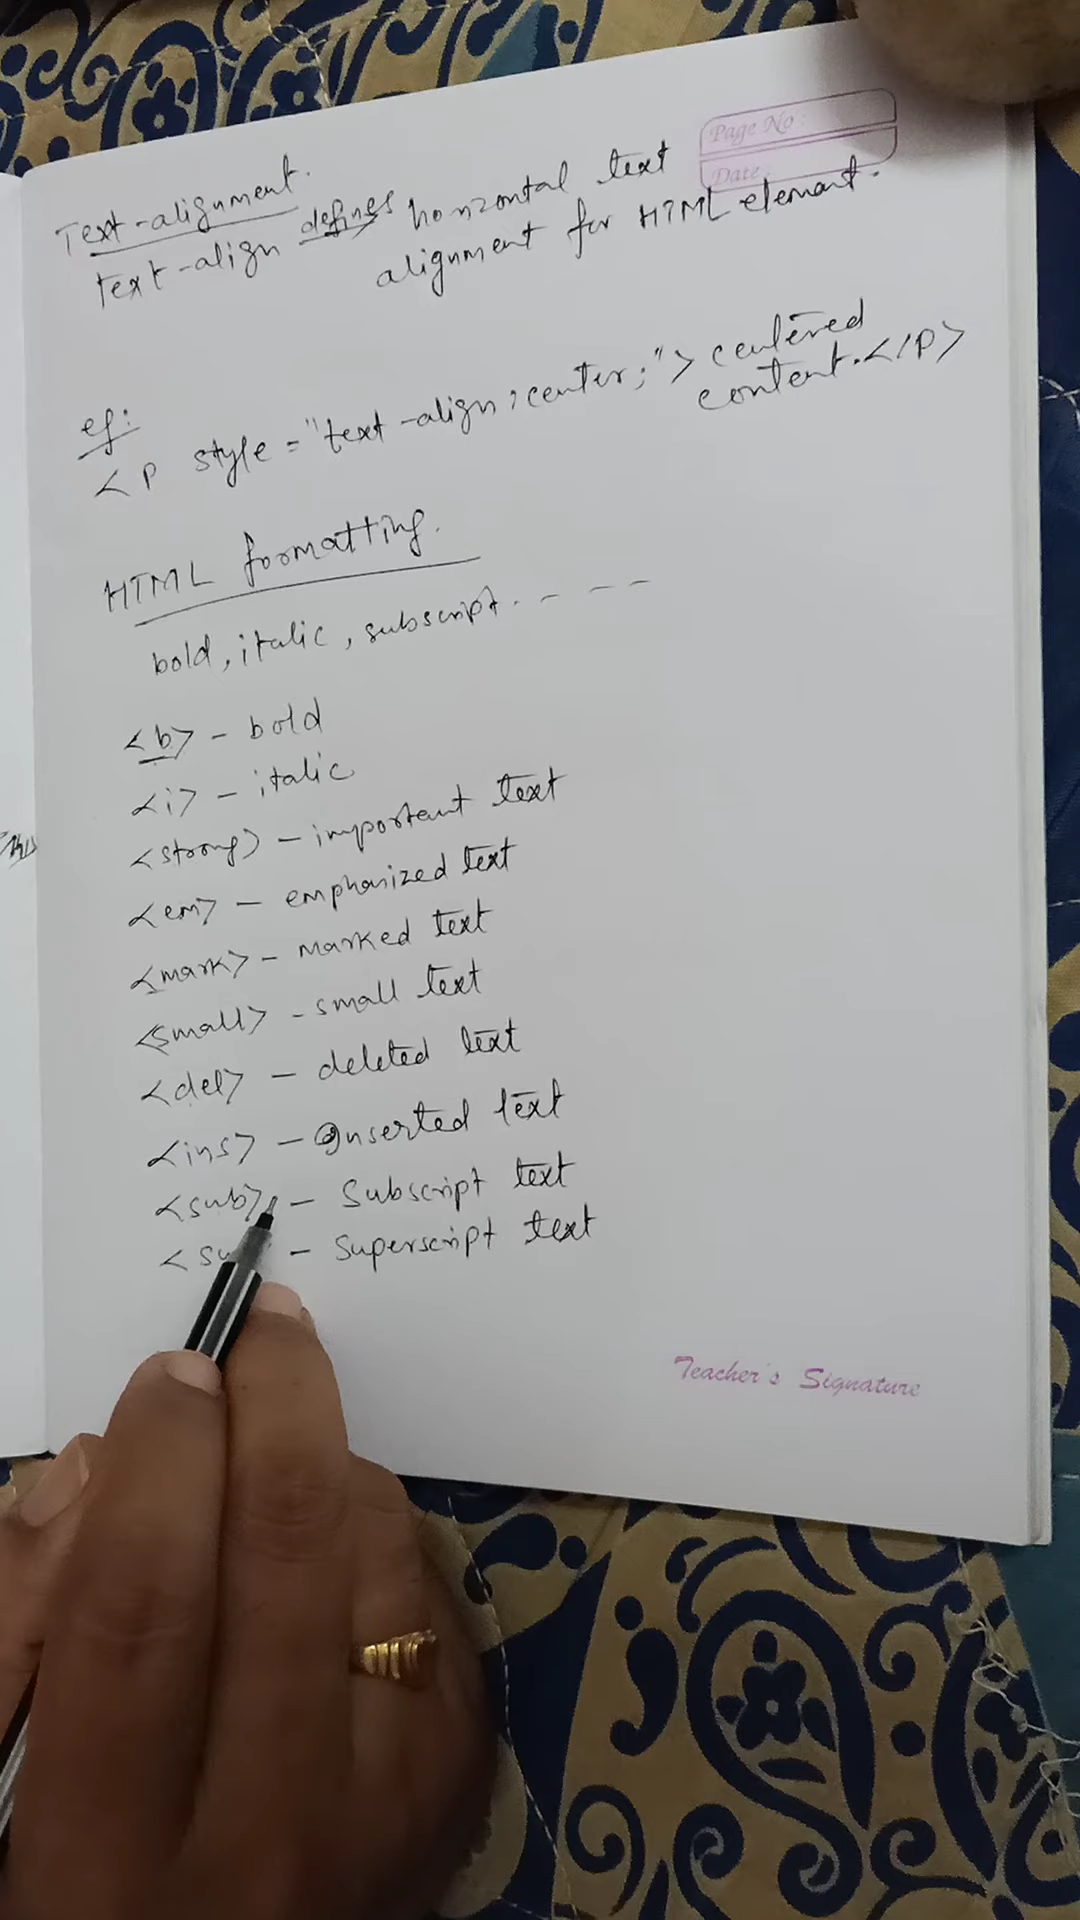 Page No :
Date :
Text-alignment.
text-align defines horizontal text
alignment for HTML element.
eg:
<P style="text-align:center;"> centered
content.</P>
HTML formatting.
bold, italic, subscript. - - -
<b> - bold
<i> - italic
<strong> - important text
<em> - emphasized text
<mark> - marked text
<small> - small text
<del> - deleted text
<ins> - Inserted text
<sub> - Subscript text
<su - Superscript text
Teacher's Signature